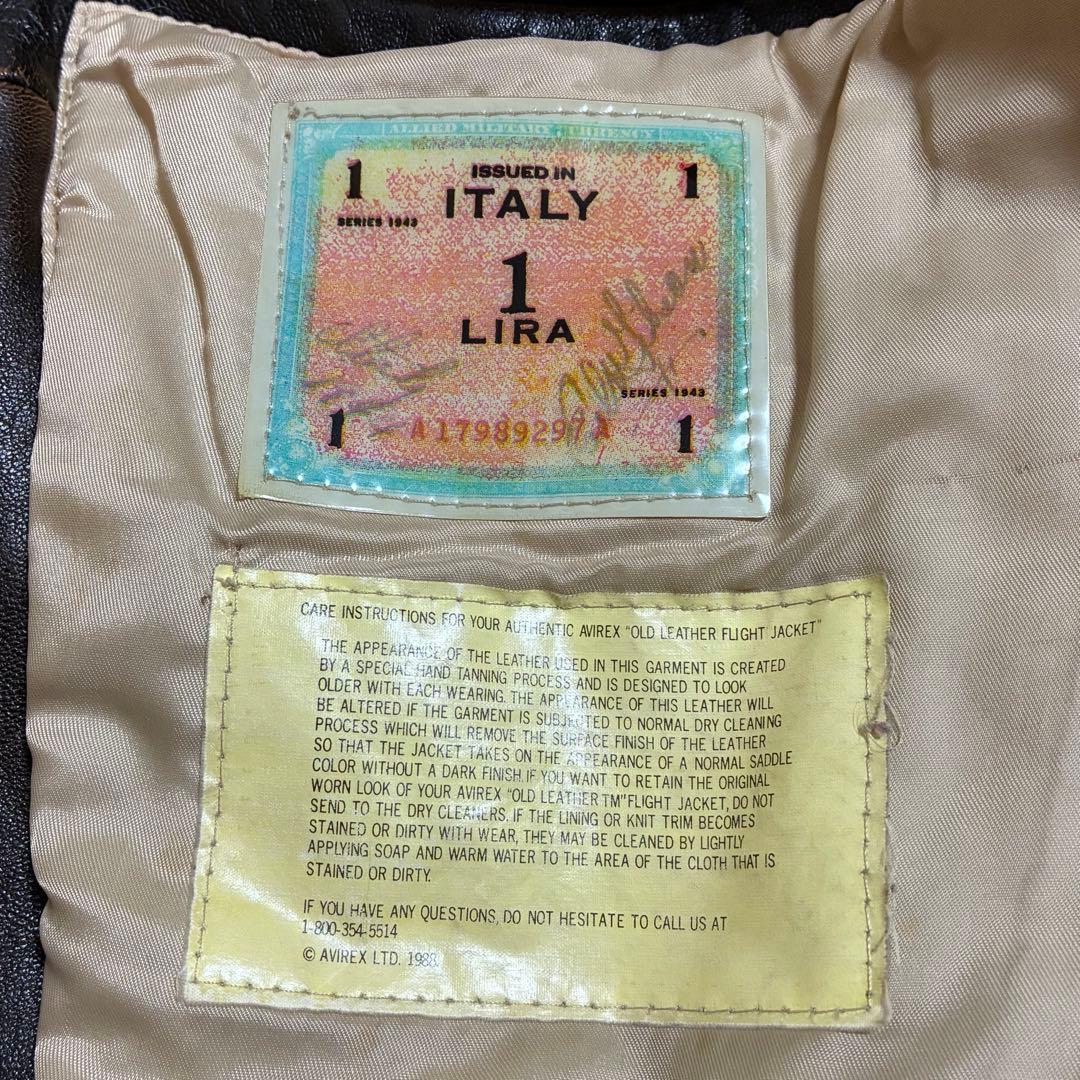 ALLIED MILITARY CURRENCY
1 ISSUED IN 1
ITALY
SERIES 1943
1
LIRA
SERIES 1943
1 A17989297A 1
CARE INSTRUCTIONS FOR YOUR AUTHENTIC AVIREX "OLD LEATHER FLIGHT JACKET"
THE APPEARANCE OF THE LEATHER USED IN THIS GARMENT IS CREATED
BY A SPECIAL HAND TANNING PROCESS AND IS DESIGNED TO LOOK
OLDER WITH EACH WEARING. THE APPEARANCE OF THIS LEATHER WILL
BE ALTERED IF THE GARMENT IS SUBJECTED TO NORMAL DRY CLEANING
PROCESS WHICH WILL REMOVE THE SURFACE FINISH OF THE LEATHER
SO THAT THE JACKET TAKES ON THE APPEARANCE OF A NORMAL SADDLE
COLOR WITHOUT A DARK FINISH. IF YOU WANT TO RETAIN THE ORIGINAL
WORN LOOK OF YOUR AVIREX "OLD LEATHER TM" FLIGHT JACKET, DO NOT
SEND TO THE DRY CLEANERS. IF THE LINING OR KNIT TRIM BECOMES
STAINED OR DIRTY WITH WEAR, THEY MAY BE CLEANED BY LIGHTLY
APPLYING SOAP AND WARM WATER TO THE AREA OF THE CLOTH THAT IS
STAINED OR DIRTY.
IF YOU HAVE ANY QUESTIONS, DO NOT HESITATE TO CALL US AT
1-800-354-5514
© AVIREX LTD. 1988